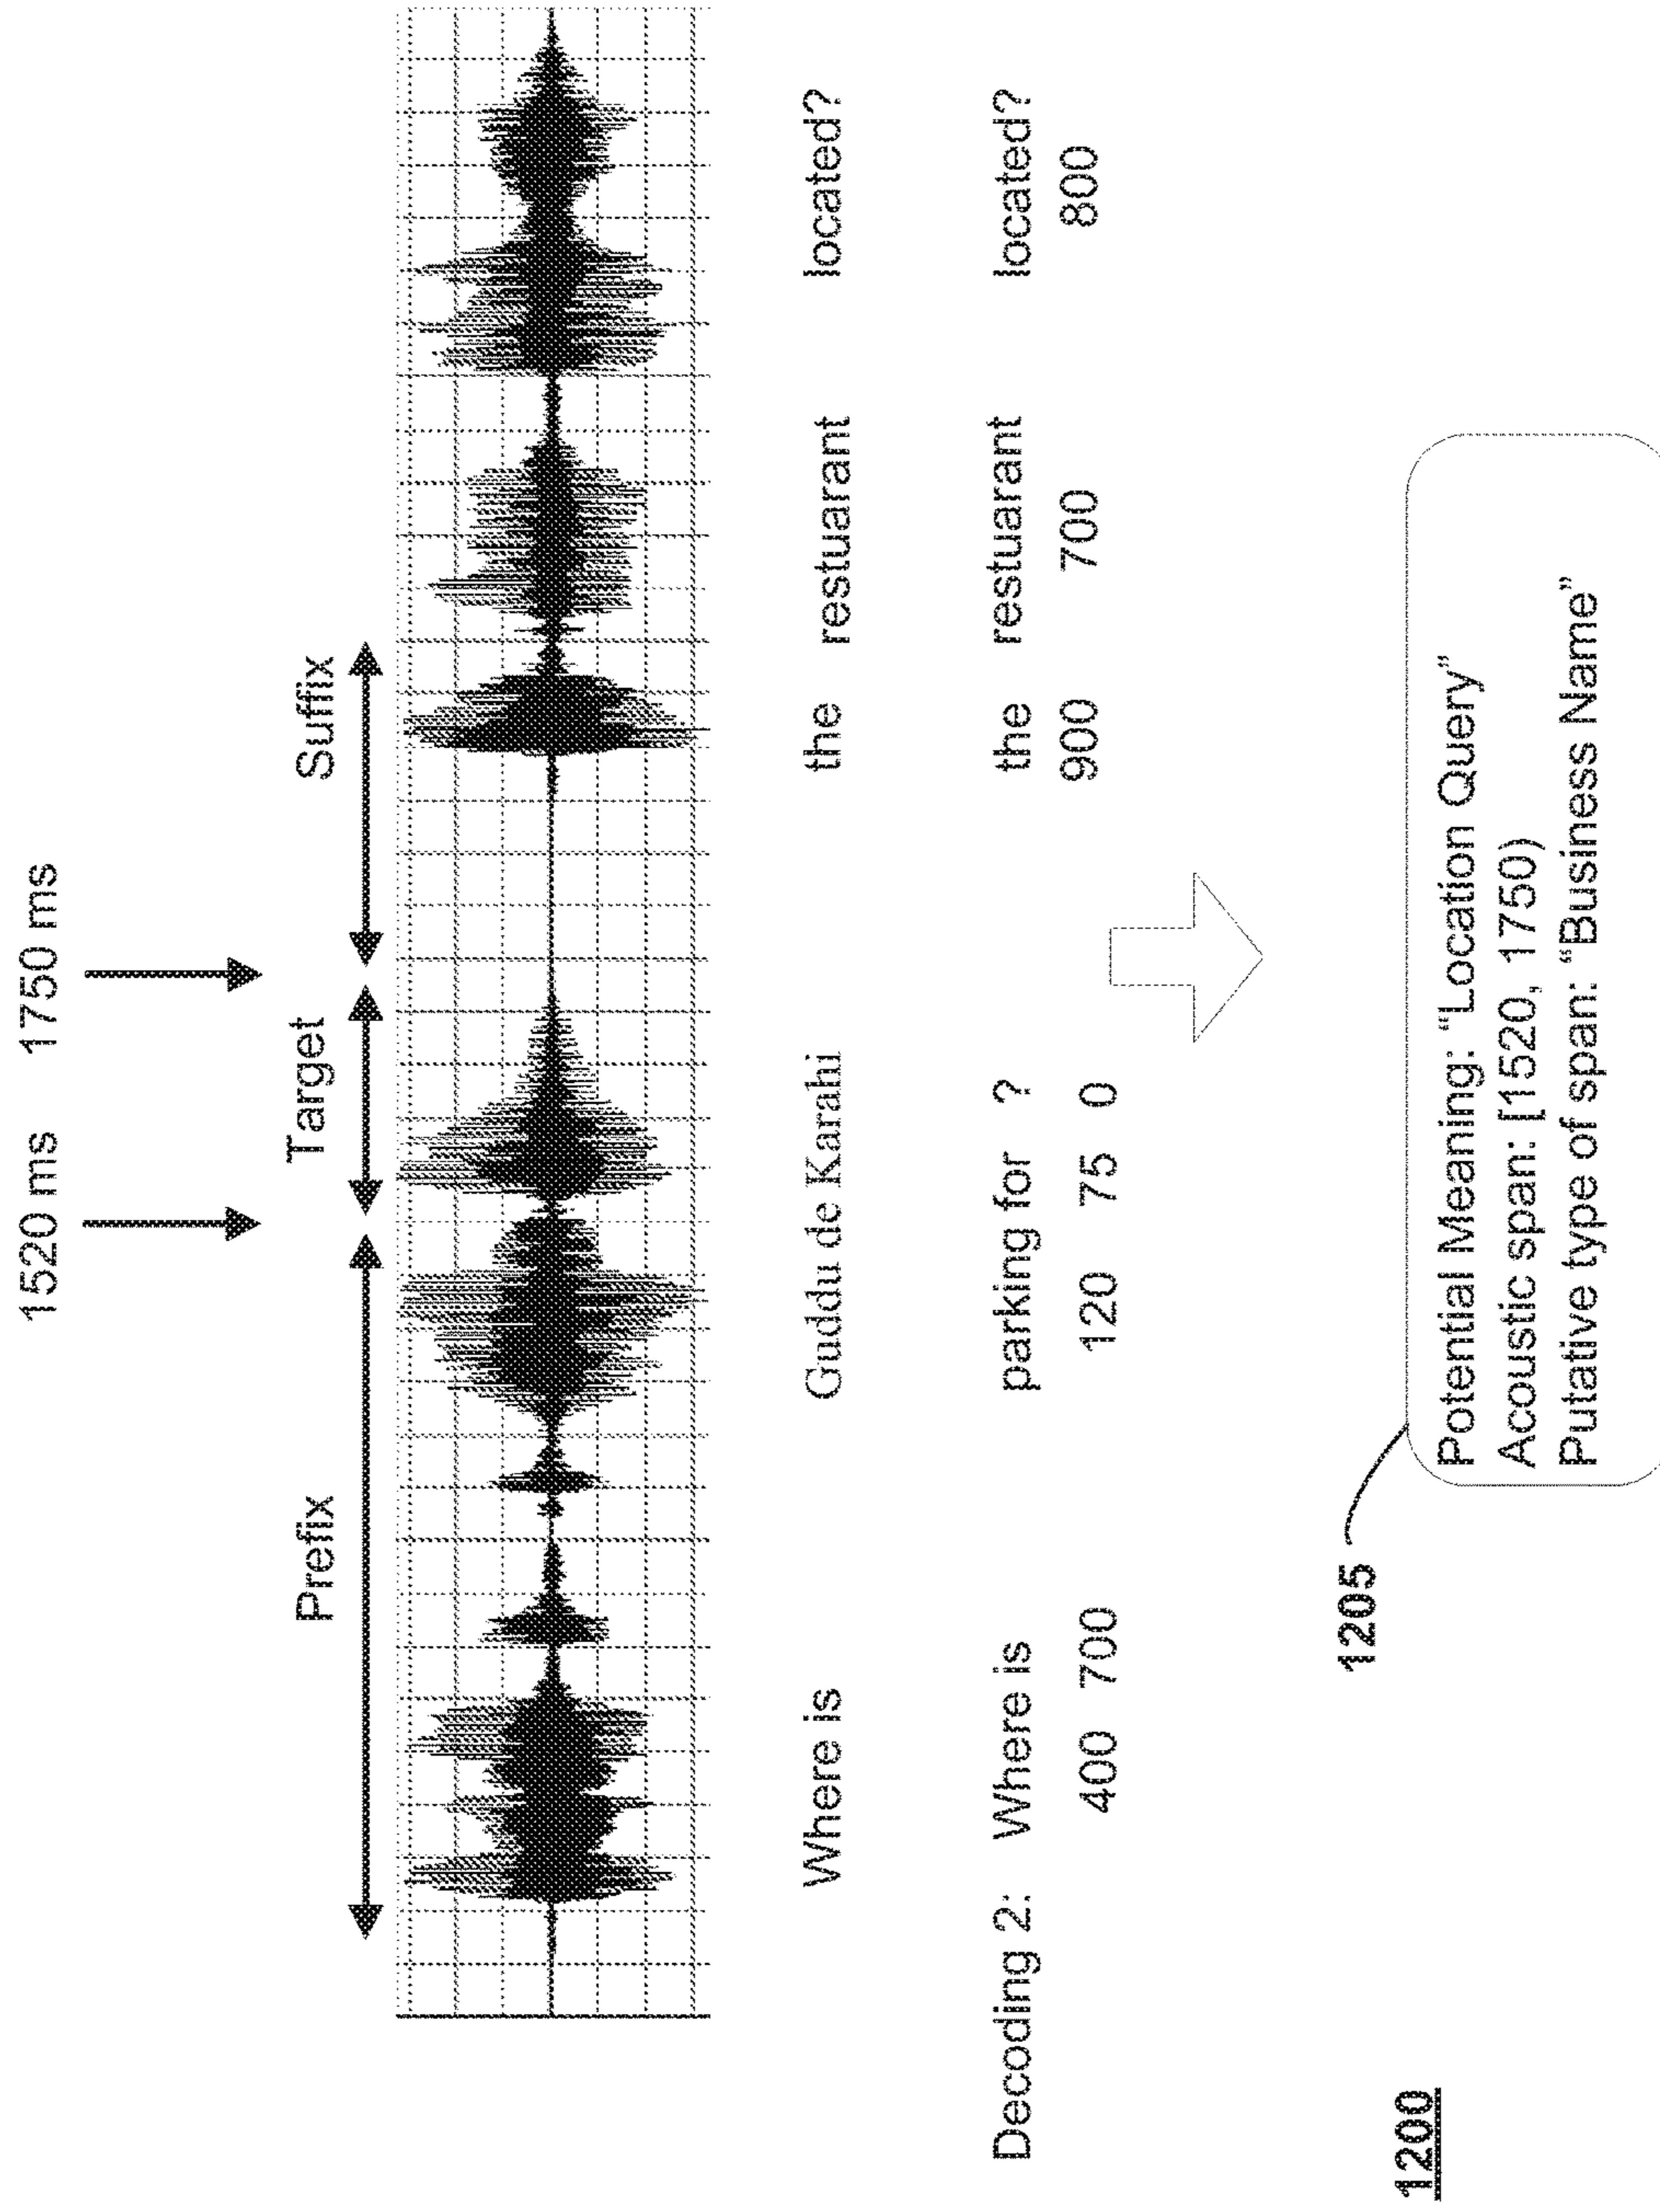 1520 ms 1750 ms
Prefix Target Suffix
Where is Guddu de Karahi the restuarant located?
Decoding 2: Where is parking for ? the restuarant located?
400 700 120 120 75 0 900 700 800
1205
Potential Meaning: “Location Query”
Acoustic span: [1520, 1750)
Putative type of span: “Business Name”
1200